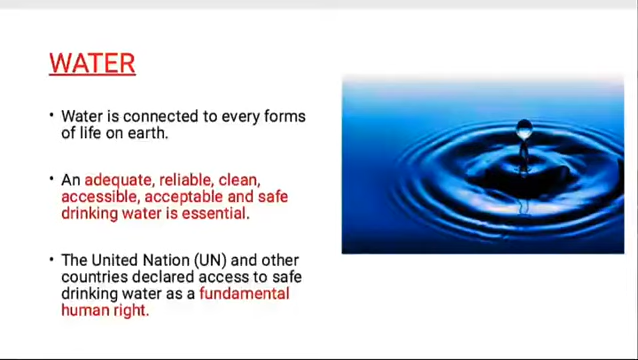 WATER
• Water is connected to every forms
of life on earth.
• An adequate, reliable, clean,
accessible, acceptable and safe
drinking water is essential.
• The United Nation (UN) and other
countries declared access to safe
drinking water as a fundamental
human right.